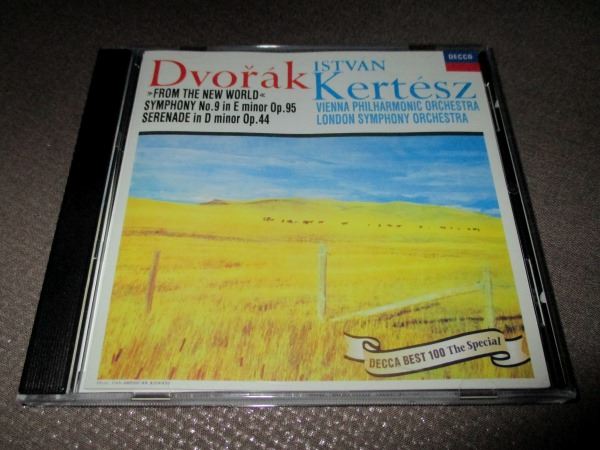 Dvořák
»FROM THE NEW WORLD«
SYMPHONY No.9 in E minor Op.95
SERENADE in D minor Op.44
DECCA
ISTVAN
Kertész
VIENNA PHILHARMONIC ORCHESTRA
LONDON SYMPHONY ORCHESTRA
DECCA BEST 100 The Special